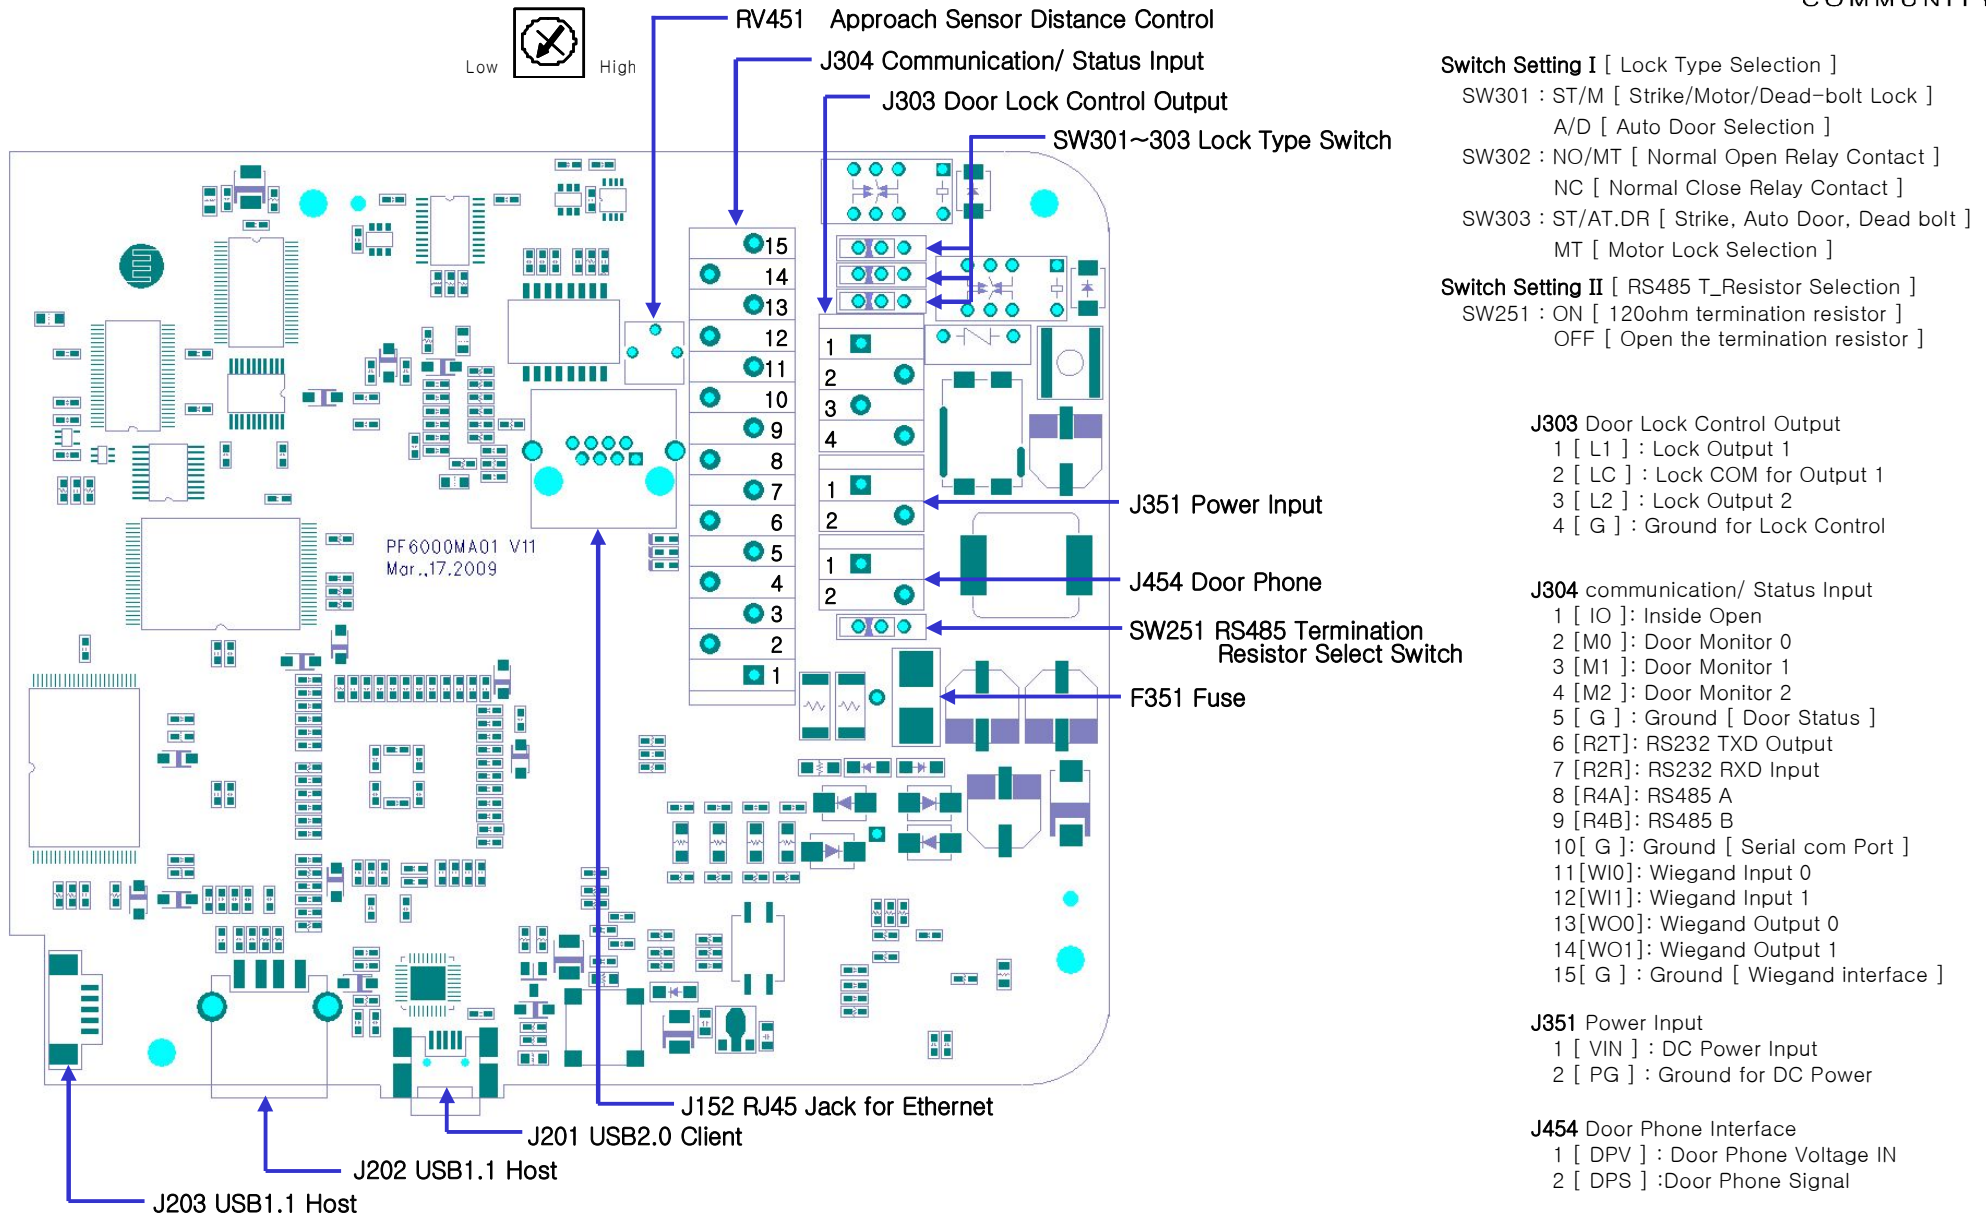 COMMUNITY
RV451 Approach Sensor Distance Control
Low
High
J304 Communication/ Status Input
J303 Door Lock Control Output
SW301~303 Lock Type Switch
15
14
13
12
11
10
9
8
7
6
5
4
3
2
1
1
2
3
4
1
2
1
2
PF6000MA01 V11
Mar.,17.2009
J351 Power Input
J454 Door Phone
SW251 RS485 Termination
Resistor Select Switch
F351 Fuse
J152 RJ45 Jack for Ethernet
J201 USB2.0 Client
J202 USB1.1 Host
J203 USB1.1 Host
Switch Setting I [ Lock Type Selection ]
SW301 : ST/M [ Strike/Motor/Dead-bolt Lock ]
A/D [ Auto Door Selection ]
SW302 : NO/MT [ Normal Open Relay Contact ]
NC [ Normal Close Relay Contact ]
SW303 : ST/AT.DR [ Strike, Auto Door, Dead bolt ]
MT [ Motor Lock Selection ]
Switch Setting II [ RS485 T_Resistor Selection ]
SW251 : ON [ 120ohm termination resistor ]
OFF [ Open the termination resistor ]
J303 Door Lock Control Output
1 [ L1 ] : Lock Output 1
2 [ LC ] : Lock COM for Output 1
3 [ L2 ] : Lock Output 2
4 [ G ] : Ground for Lock Control
J304 communication/ Status Input
1 [ IO ]: Inside Open
2 [M0 ]: Door Monitor 0
3 [M1 ]: Door Monitor 1
4 [M2 ]: Door Monitor 2
5 [ G ] : Ground [ Door Status ]
6 [R2T]: RS232 TXD Output
7 [R2R]: RS232 RXD Input
8 [R4A]: RS485 A
9 [R4B]: RS485 B
10[ G ]: Ground [ Serial com Port ]
11[WI0]: Wiegand Input 0
12[WI1]: Wiegand Input 1
13[WO0]: Wiegand Output 0
14[WO1]: Wiegand Output 1
15[ G ] : Ground [ Wiegand interface ]
J351 Power Input
1 [ VIN ] : DC Power Input
2 [ PG ] : Ground for DC Power
J454 Door Phone Interface
1 [ DPV ] : Door Phone Voltage IN
2 [ DPS ] :Door Phone Signal